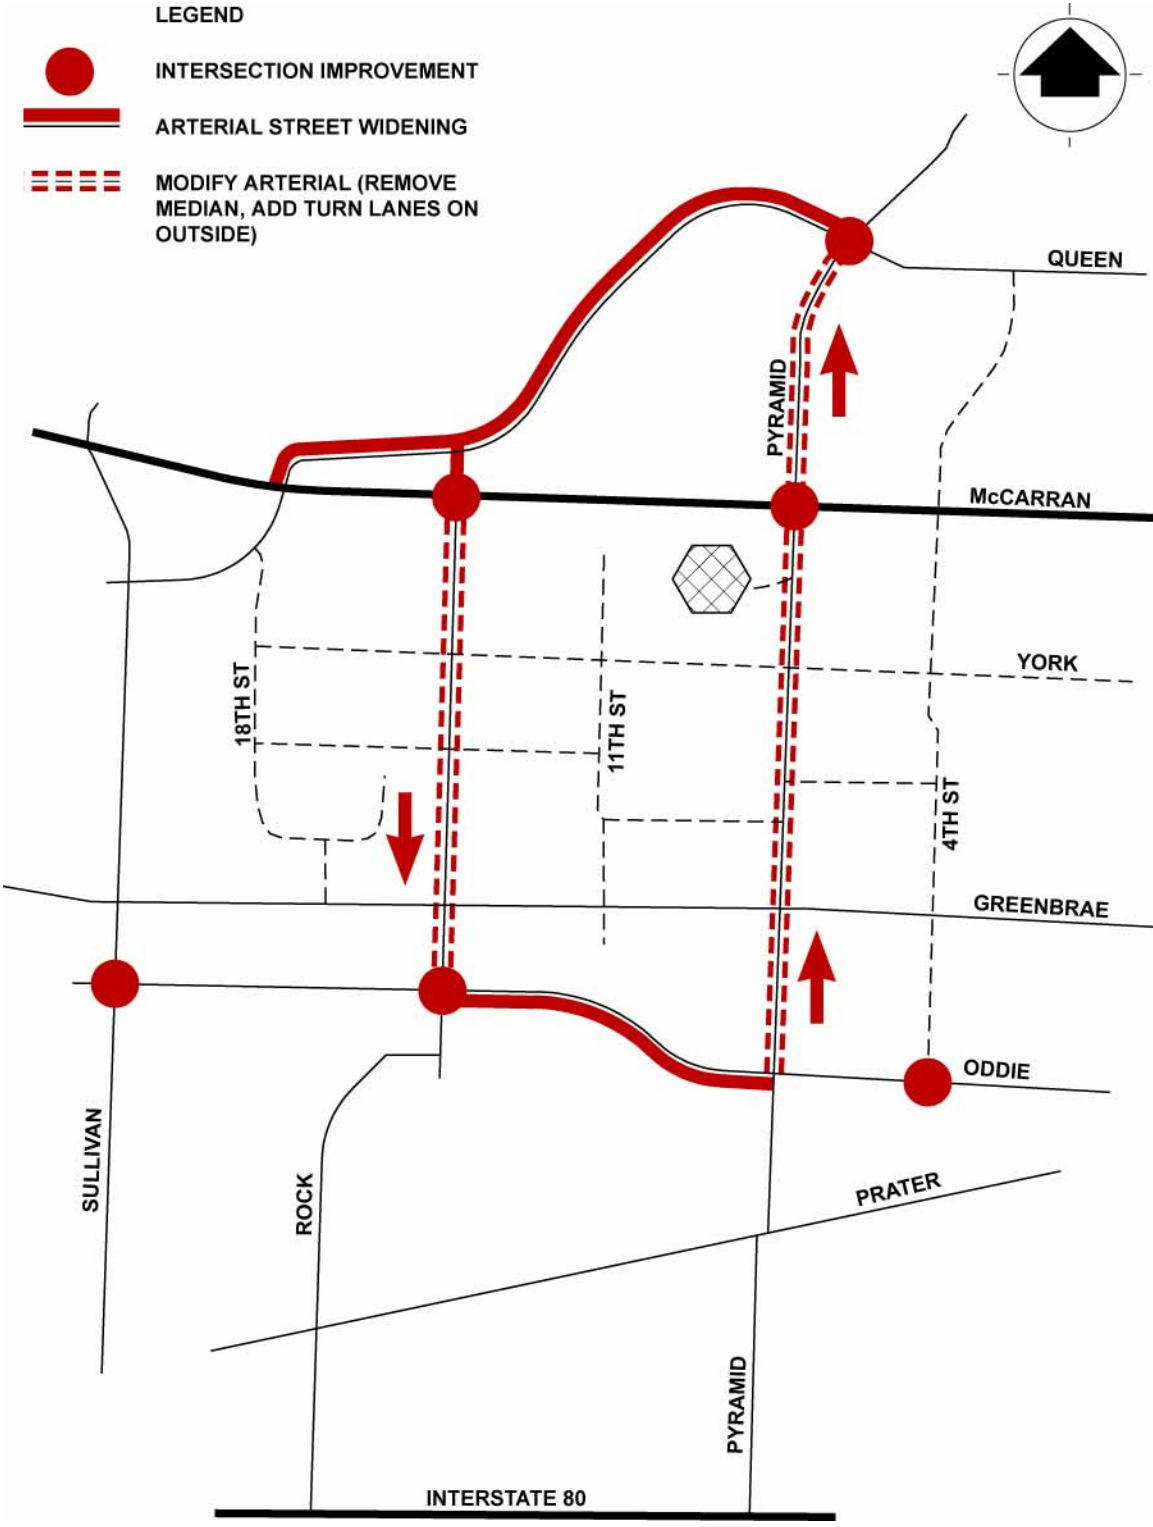 LEGEND
INTERSECTION IMPROVEMENT
ARTERIAL STREET WIDENING
MODIFY ARTERIAL (REMOVE
MEDIAN, ADD TURN LANES ON
OUTSIDE)
QUEEN
PYRAMID
McCARRAN
YORK
18TH ST
11TH ST
4TH ST
GREENBRAE
ODDIE
SULLIVAN
ROCK
PRATER
PYRAMID
INTERSTATE 80